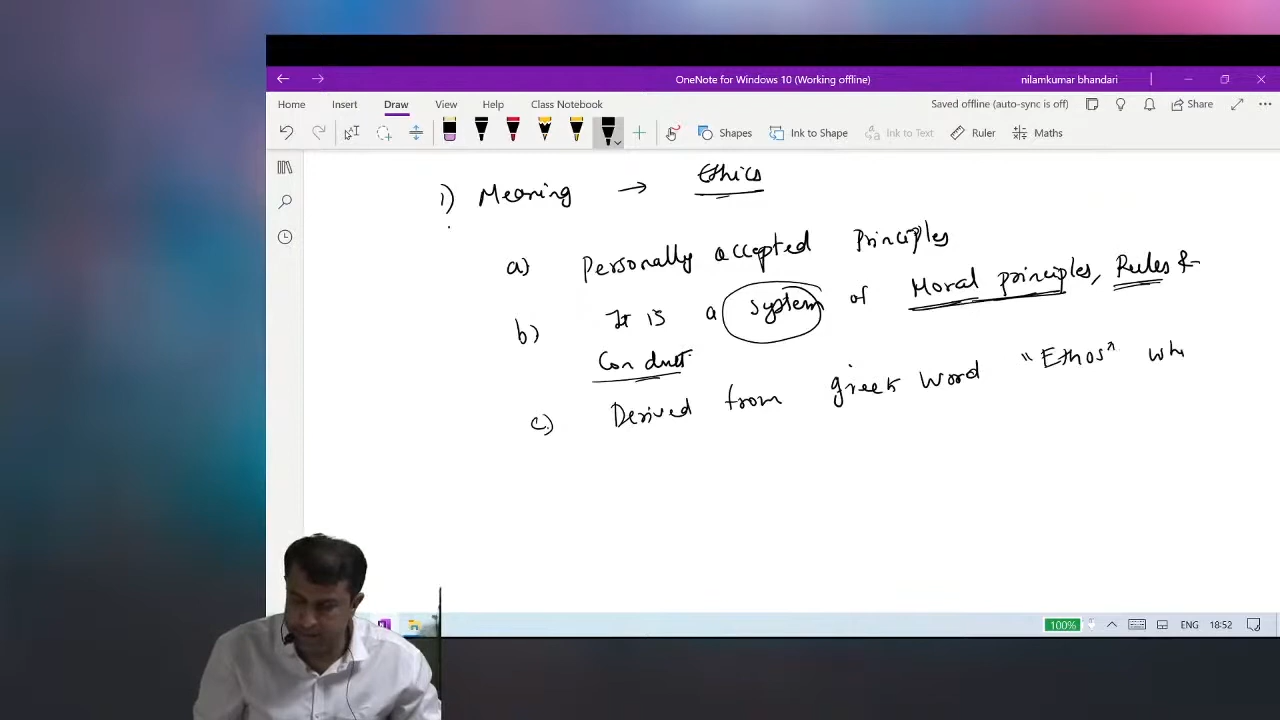 OneNote for Windows 10 (Working offline)
nilamkumar bhandari
Home Insert Draw View Help Class Notebook
Saved offline (auto-sync is off)
Share
Shapes Ink to Shape Ink to Text Ruler Maths
1) Meaning → Ethics
a) Personally accepted Principles
b) It is a system of Moral principles, Rules &
Conduct
c) Derived from greek word "Ethos" wh
100% ENG 18:52